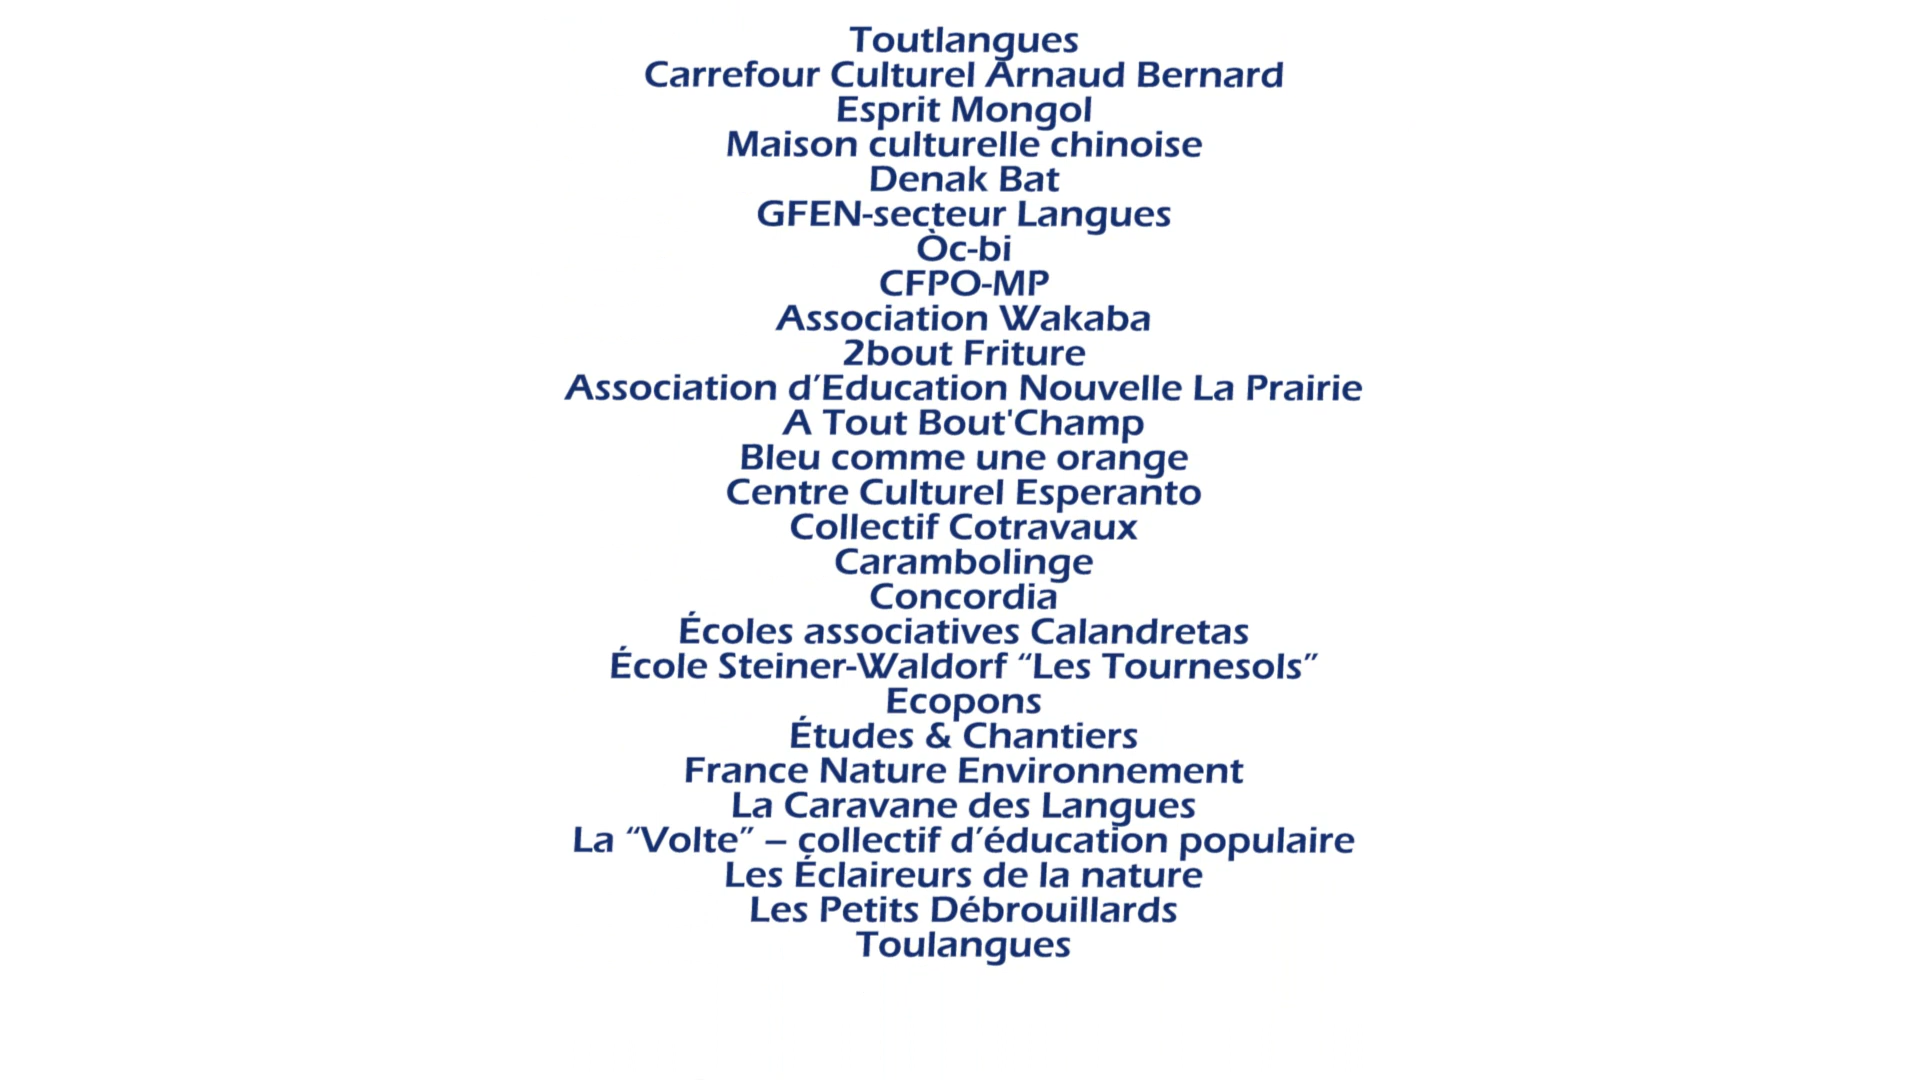 Toutlangues
Carrefour Culturel Arnaud Bernard
Esprit Mongol
Maison culturelle chinoise
Denak Bat
GFEN-secteur Langues
Òc-bi
CFPO-MP
Association Wakaba
2bout Friture
Association d’Education Nouvelle La Prairie
A Tout Bout'Champ
Bleu comme une orange
Centre Culturel Esperanto
Collectif Cotravaux
Carambolinge
Concordia
Écoles associatives Calandretas
École Steiner-Waldorf “Les Tournesols”
Ecopons
Études & Chantiers
France Nature Environnement
La Caravane des Langues
La “Volte” – collectif d’éducation populaire
Les Éclaireurs de la nature
Les Petits Débrouillards
Toulangues